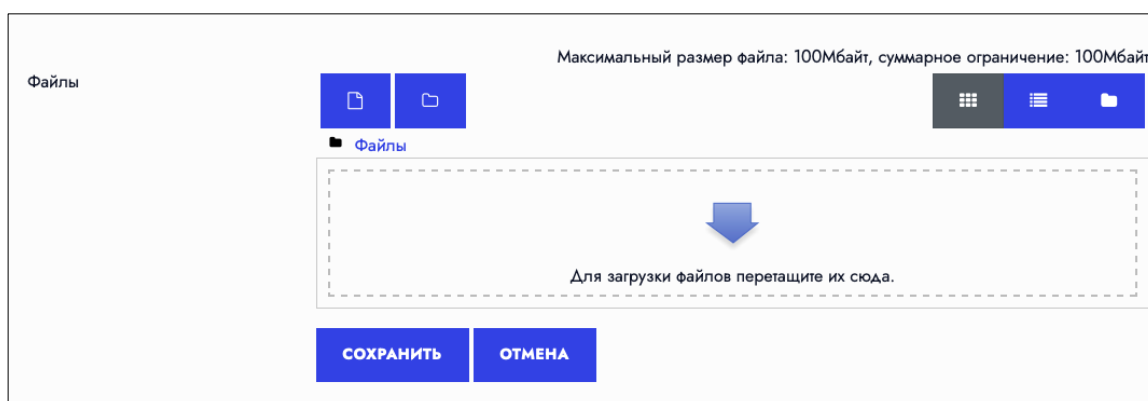 Максимальный размер файла: 100Мбайт, суммарное ограничение: 100Мбайт
Файлы
Файлы
Для загрузки файлов перетащите их сюда.
СОХРАНИТЬ ОТМЕНА